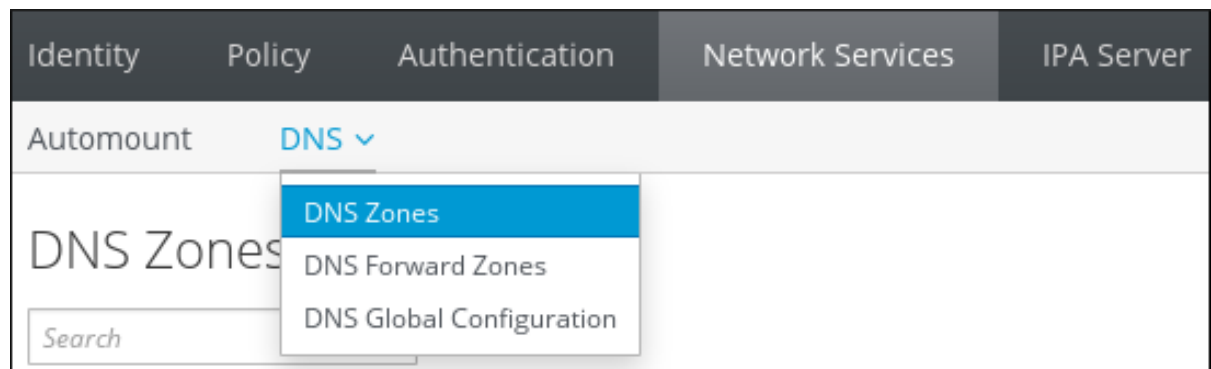 Identity Policy Authentication Network Services IPA Server
Automount DNS
DNS Zones
DNS Zones
DNS Forward Zones
DNS Global Configuration
Search